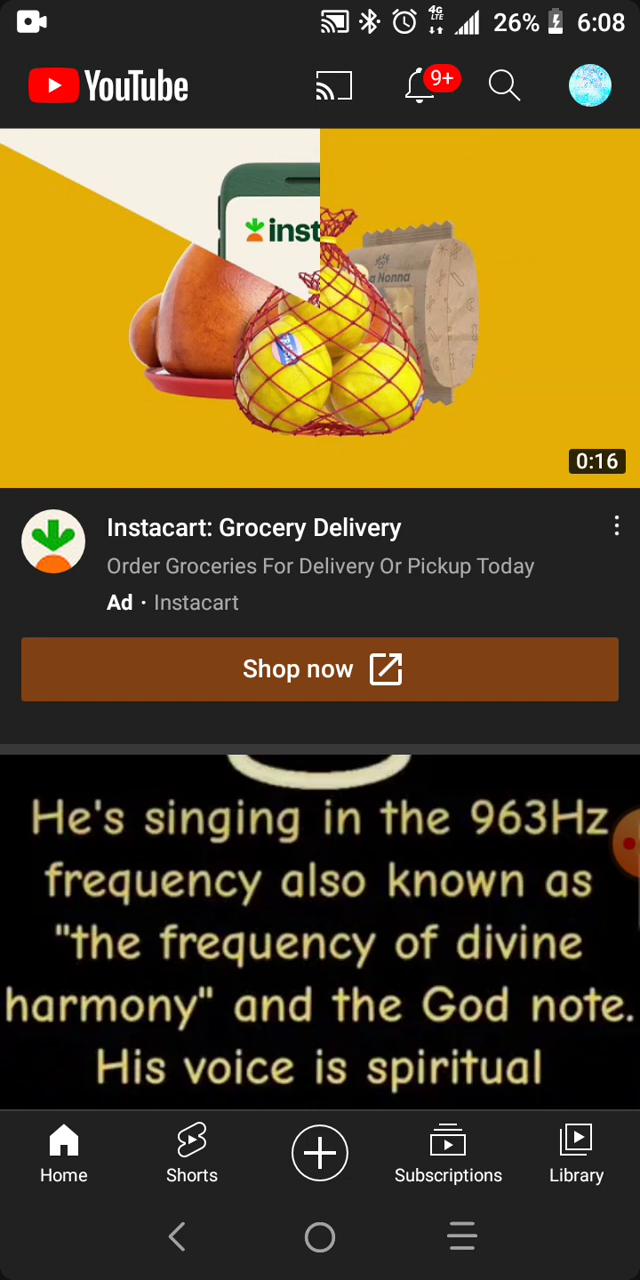 4G
LTE
26%
6:08
YouTube
9+
inst
a Nonna
0:16
Instacart: Grocery Delivery
Order Groceries For Delivery Or Pickup Today
Ad · Instacart
Shop now
He's singing in the 963Hz
frequency also known as
"the frequency of divine
harmony" and the God note.
His voice is spiritual
Home
Shorts
Subscriptions
Library